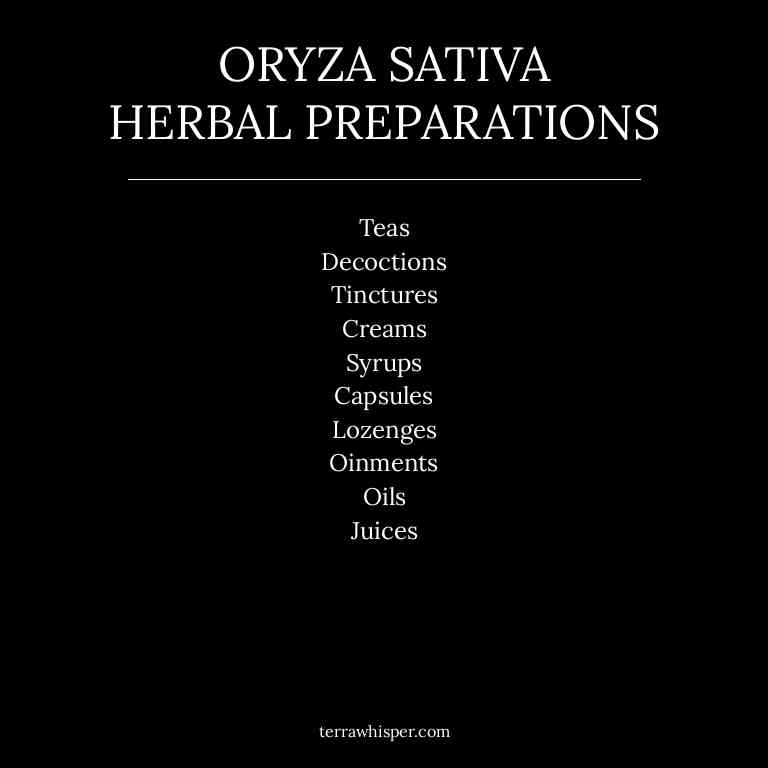 ORYZA SATIVA
HERBAL PREPARATIONS
Teas
Decoctions
Tinctures
Creams
Syrups
Capsules
Lozenges
Oinments
Oils
Juices
terrawhisper.com